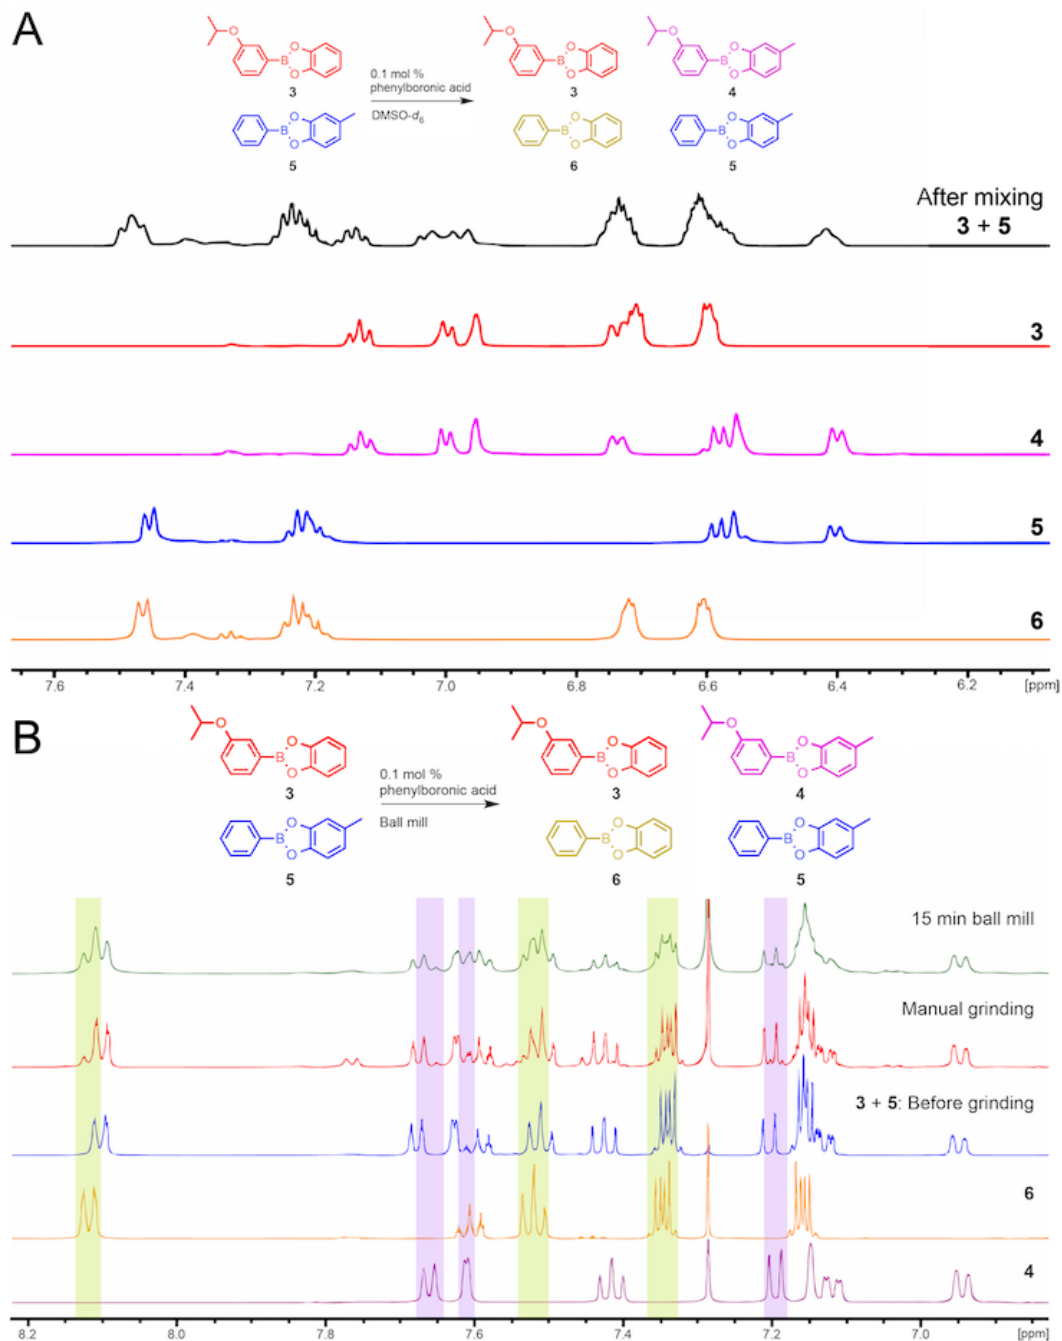 A
0.1 mol %
phenylboronic acid
DMSO-d6
3
3
4
5
6
5
After mixing
3 + 5
3
4
5
6
7.6 7.4 7.2 7.0 6.8 6.6 6.4 6.2 [ppm]
B
0.1 mol %
phenylboronic acid
Ball mill
3
3
4
5
6
5
15 min ball mill
Manual grinding
3 + 5: Before grinding
6
4
8.2 8.0 7.8 7.6 7.4 7.2 7.0 [ppm]